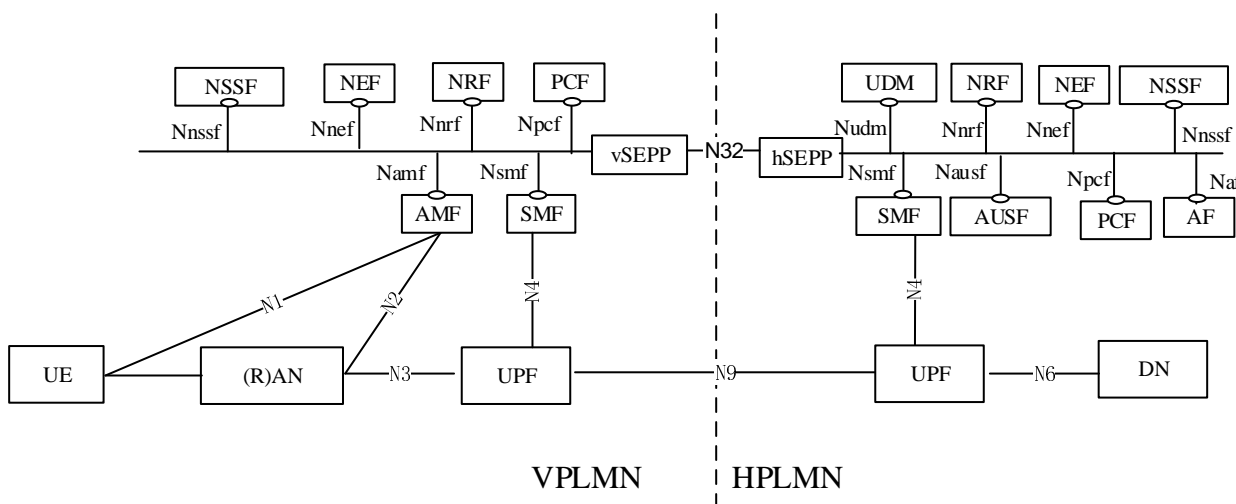 NSSF NEF NRF PCF UDM NRF NEF NSSF
Nnssf Nnef Nnrf Npcf Nudm Nnrf Nnef Nnssf
vSEPP N32 hSEPP
Namf Nsmf Nsmf Nausf Npcf
AMF SMF SMF AUSF PCF AF
N1 N2 N4 N4
UE (R)AN N3 UPF N9 UPF N6 DN
VPLMN HPLMN